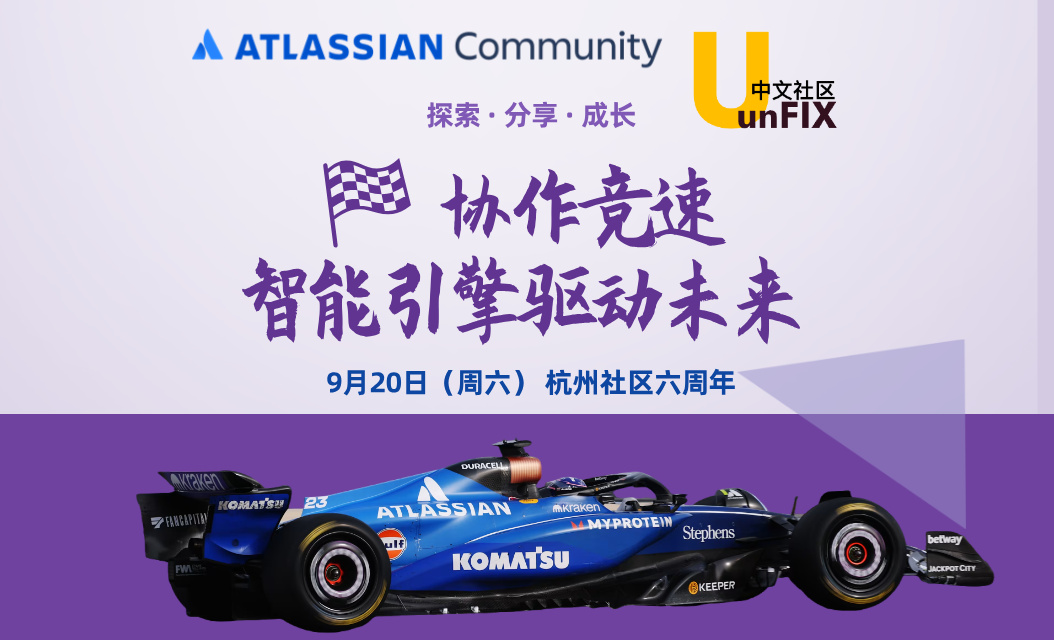 ATLASSIAN Community
中文社区
unFIX
探索 · 分享 · 成长
协作竞速
智能引擎驱动未来
9月20日（周六） 杭州社区六周年
DURACELL
kraken
KOMATSU
23
ATLASSIAN
kraken
MYPROTEIN
FANCAPITAL
Gulf
Stephens
KOMATSU
betway
JACKPOT CITY
KEEPER